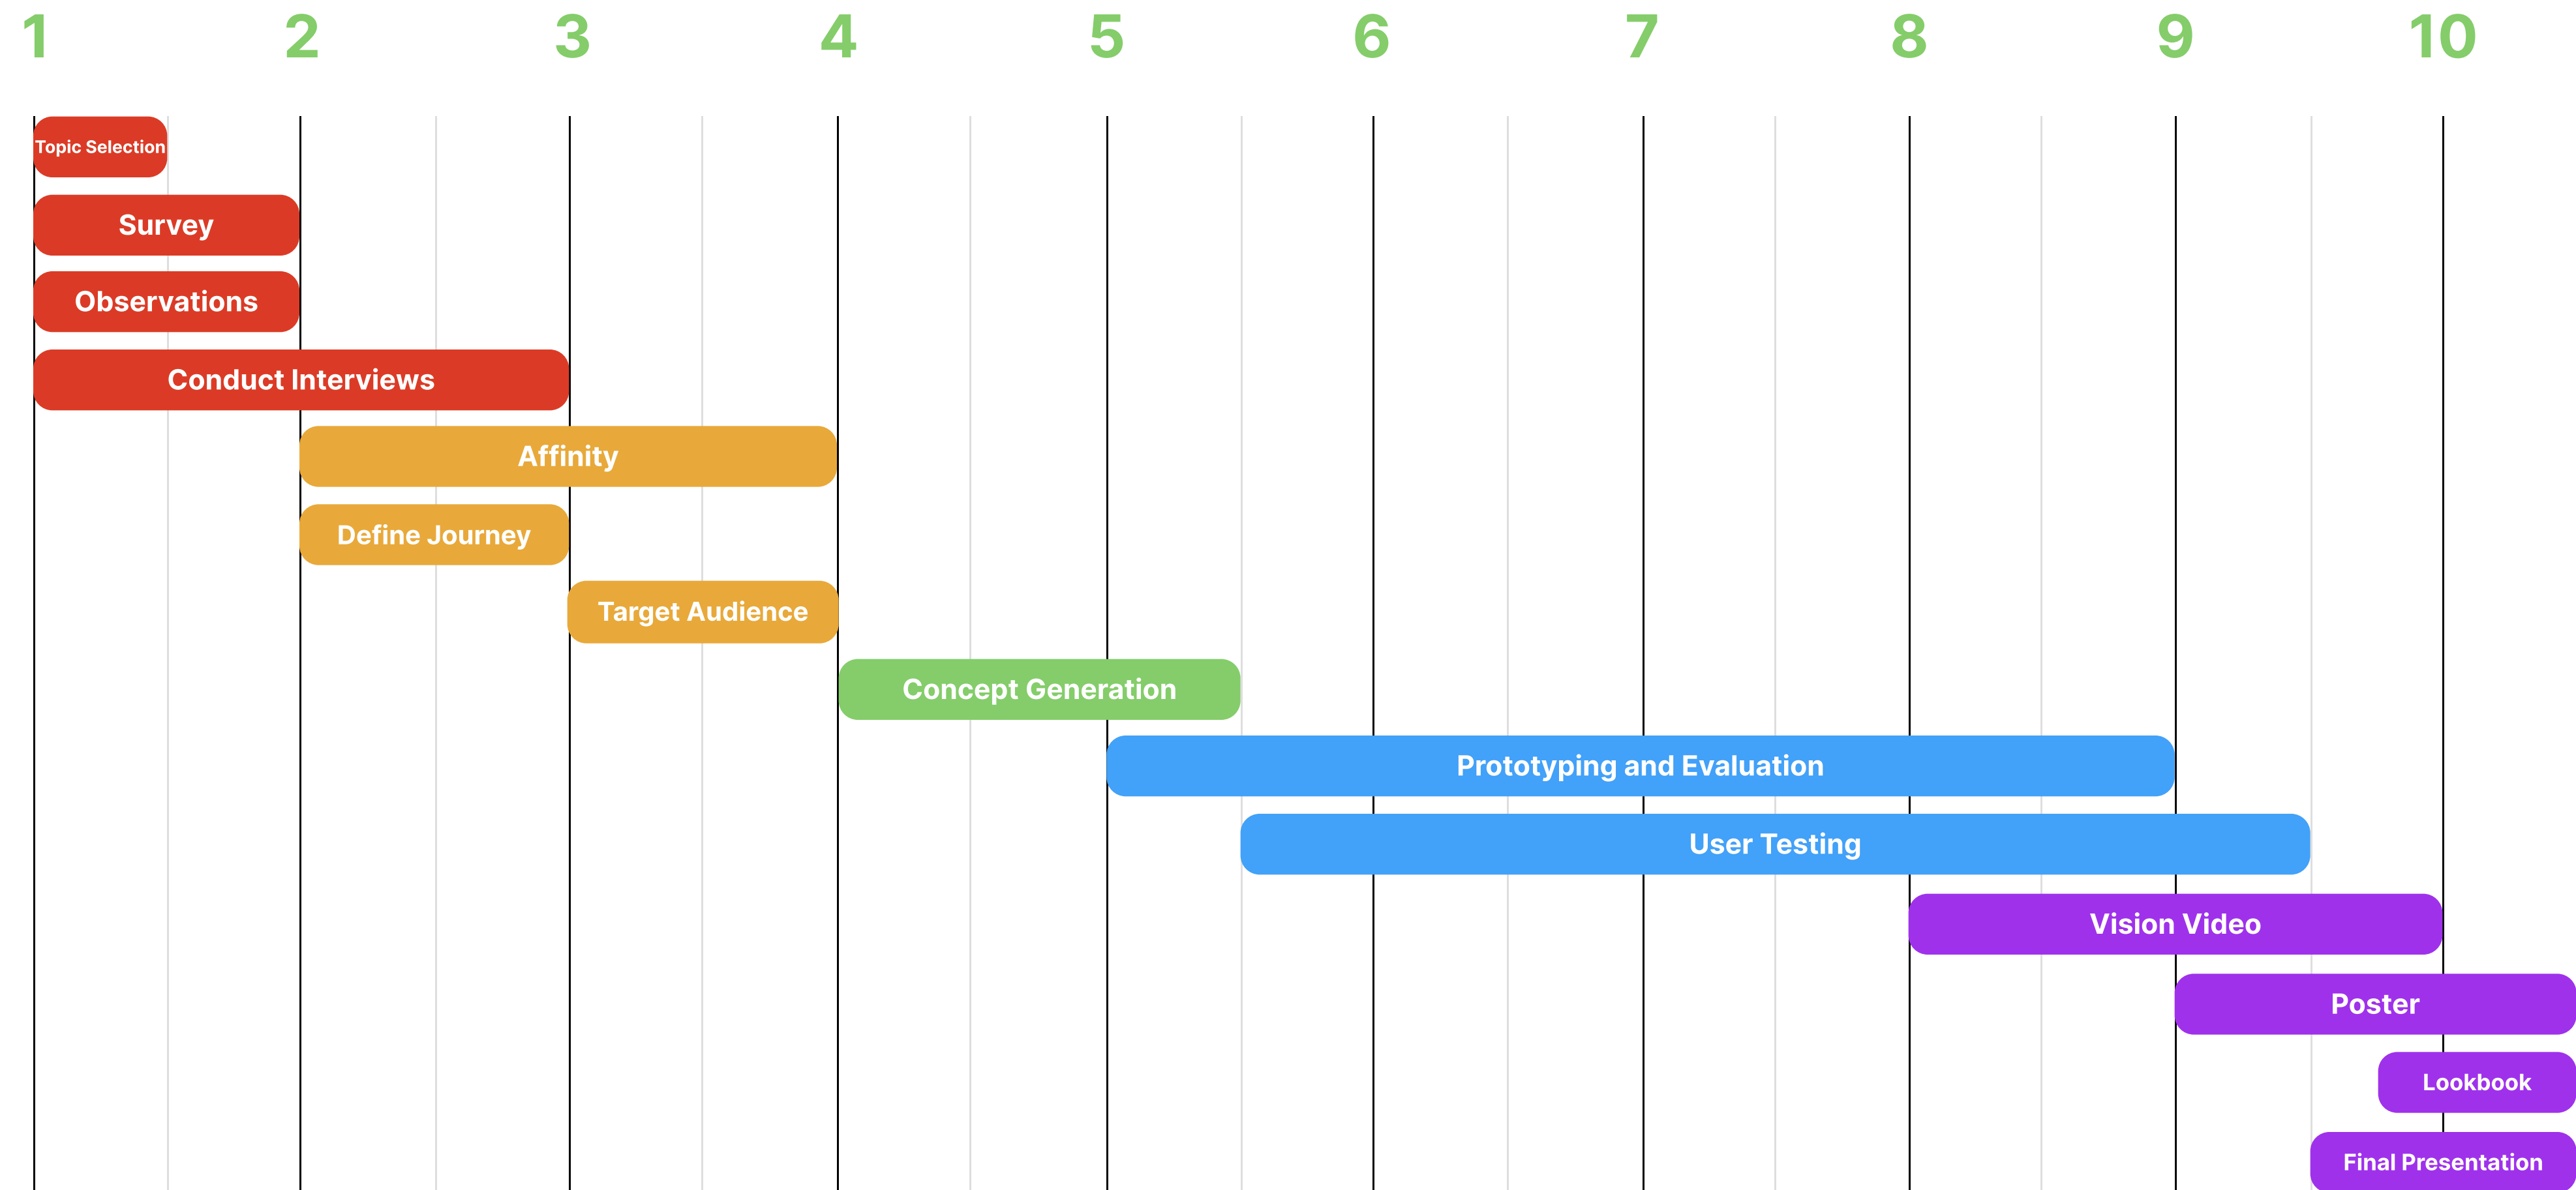 1 2 3 4 5 6 7 8 9 10
Topic Selection
Survey
Observations
Conduct Interviews
Affinity
Define Journey
Target Audience
Concept Generation
Prototyping and Evaluation
User Testing
Vision Video
Poster
Lookbook
Final Presentation